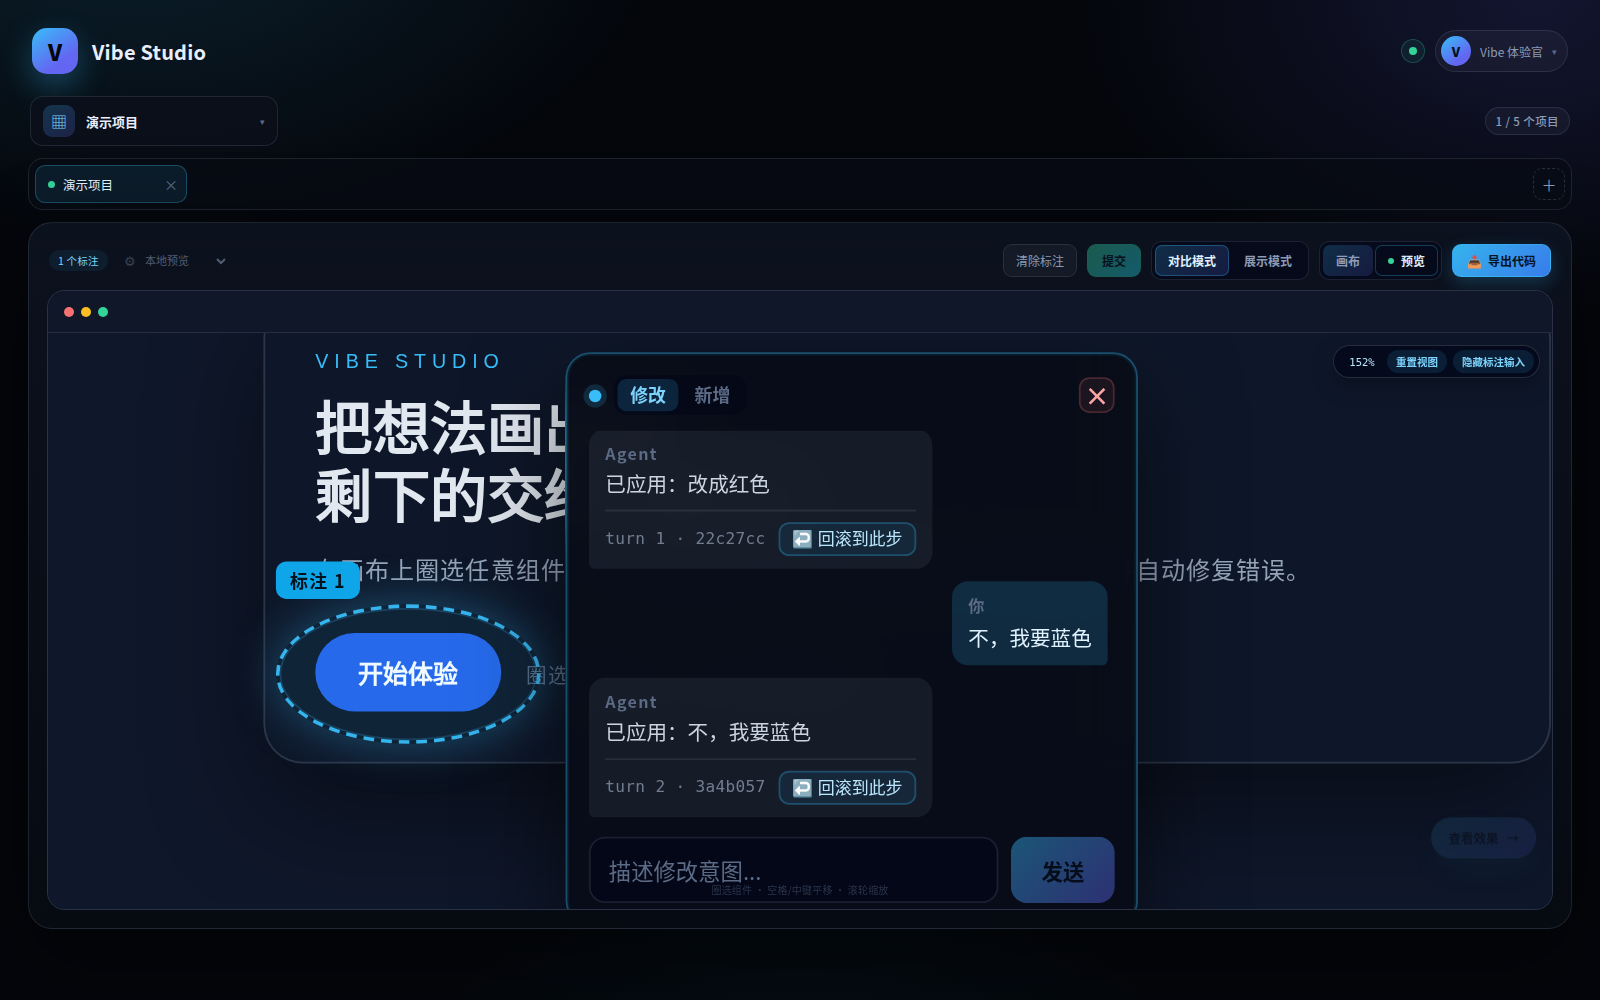 V Vibe Studio
V Vibe 体验官 ▾
演示项目 ▾
1 / 5 个项目
演示项目 ×
+
1 个标注 ⚙ 本地预览
清除标注 提交 对比模式 展示模式 画布 预览 📥 导出代码
152% 重置视图 隐藏标注输入
VIBE STUDIO
把想法画出
剩下的交给
画布上圈选任意组件
自动修复错误。
标注 1
开始体验
圈选
修改 新增
Agent
已应用：改成红色
turn 1 · 22c27cc ↩️ 回滚到此步
你
不，我要蓝色
Agent
已应用：不，我要蓝色
turn 2 · 3a4b057 ↩️ 回滚到此步
描述修改意图...
发送
圈选组件 · 空格/中键平移 · 滚轮缩放
查看效果 →